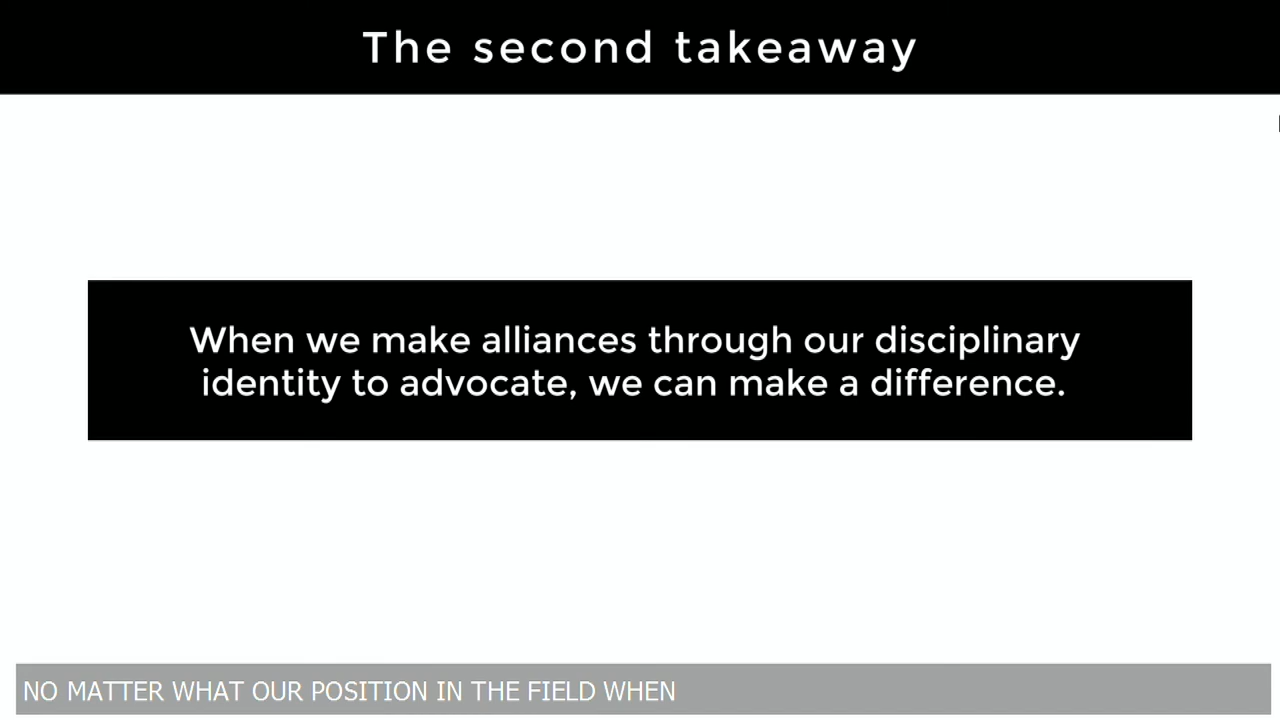 The second takeaway
When we make alliances through our disciplinary
identity to advocate, we can make a difference.
NO MATTER WHAT OUR POSITION IN THE FIELD WHEN